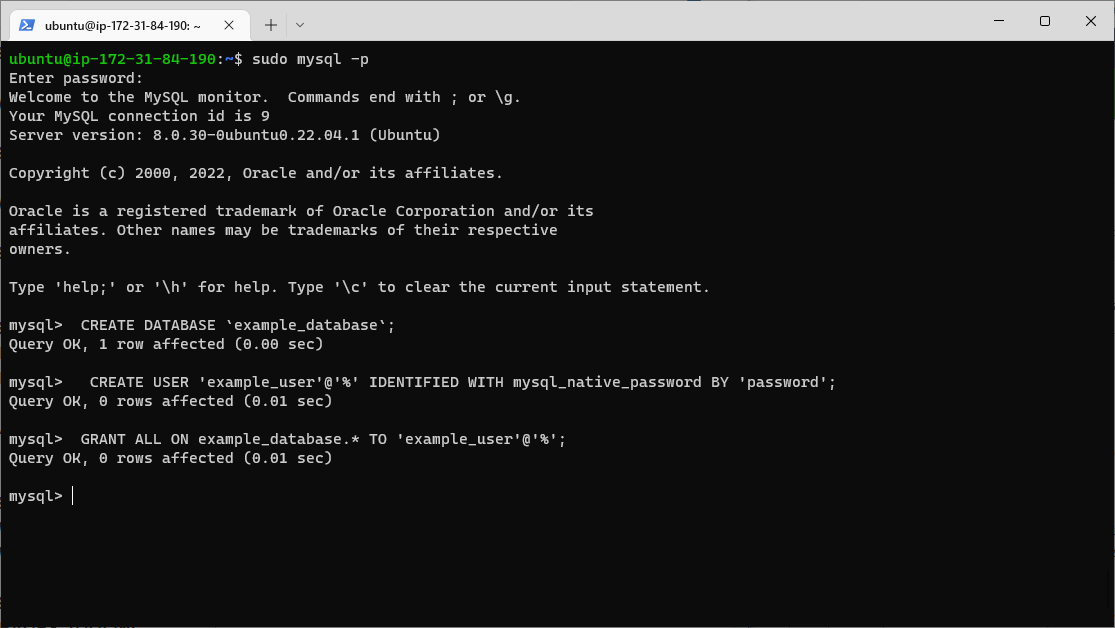 ubuntu@ip-172-31-84-190: ~
ubuntu@ip-172-31-84-190:~$ sudo mysql -p
Enter password:
Welcome to the MySQL monitor.  Commands end with ; or \g.
Your MySQL connection id is 9
Server version: 8.0.30-0ubuntu0.22.04.1 (Ubuntu)

Copyright (c) 2000, 2022, Oracle and/or its affiliates.

Oracle is a registered trademark of Oracle Corporation and/or its
affiliates. Other names may be trademarks of their respective
owners.

Type 'help;' or '\h' for help. Type '\c' to clear the current input statement.

mysql>  CREATE DATABASE `example_database`;
Query OK, 1 row affected (0.00 sec)

mysql>   CREATE USER 'example_user'@'%' IDENTIFIED WITH mysql_native_password BY 'password';
Query OK, 0 rows affected (0.01 sec)

mysql>  GRANT ALL ON example_database.* TO 'example_user'@'%';
Query OK, 0 rows affected (0.01 sec)

mysql>